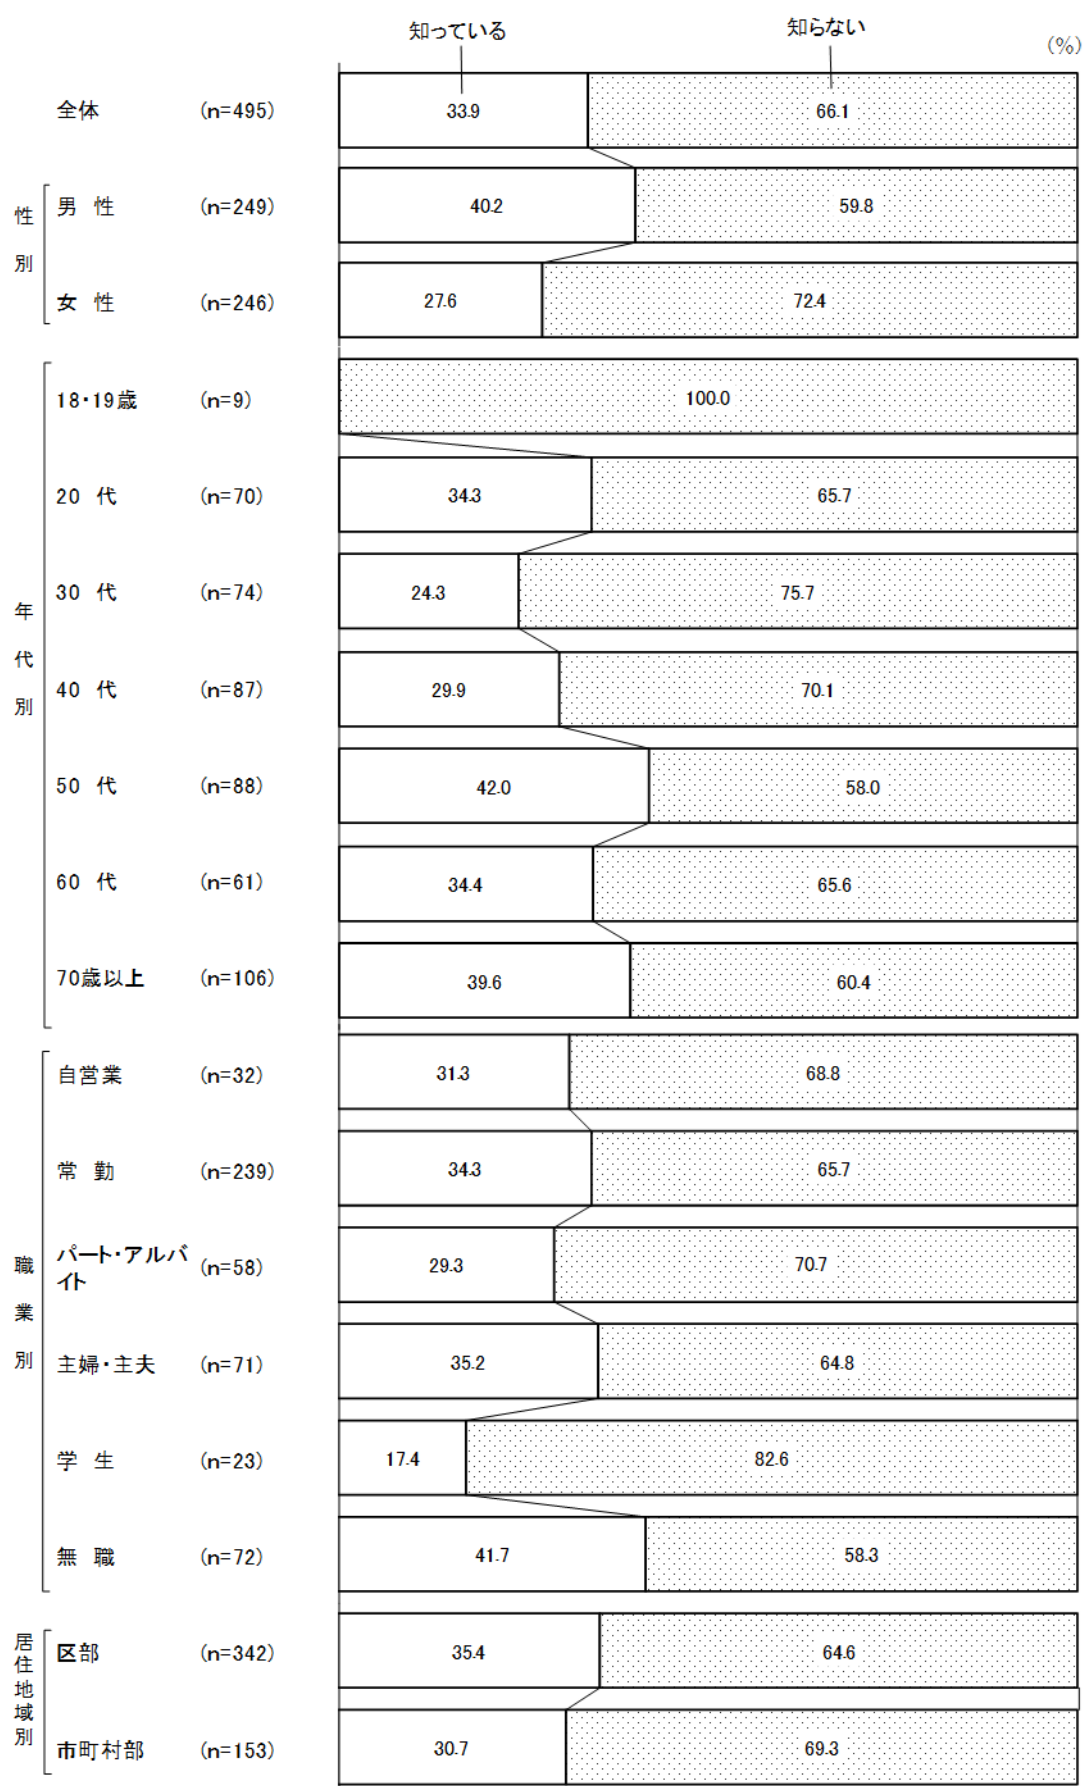 知っている 知らない
(%)
全体 (n=495) 33.9 66.1
性別
男 性 (n=249) 40.2 59.8
女 性 (n=246) 27.6 72.4
年代別
18・19歳 (n=9) 100.0
20 代 (n=70) 34.3 65.7
30 代 (n=74) 24.3 75.7
40 代 (n=87) 29.9 70.1
50 代 (n=88) 42.0 58.0
60 代 (n=61) 34.4 65.6
70歳以上 (n=106) 39.6 60.4
職業別
自営業 (n=32) 31.3 68.8
常 勤 (n=239) 34.3 65.7
パート・アルバ
イト (n=58) 29.3 70.7
主婦・主夫 (n=71) 35.2 64.8
学 生 (n=23) 17.4 82.6
無 職 (n=72) 41.7 58.3
居住地域別
区部 (n=342) 35.4 64.6
市町村部 (n=153) 30.7 69.3